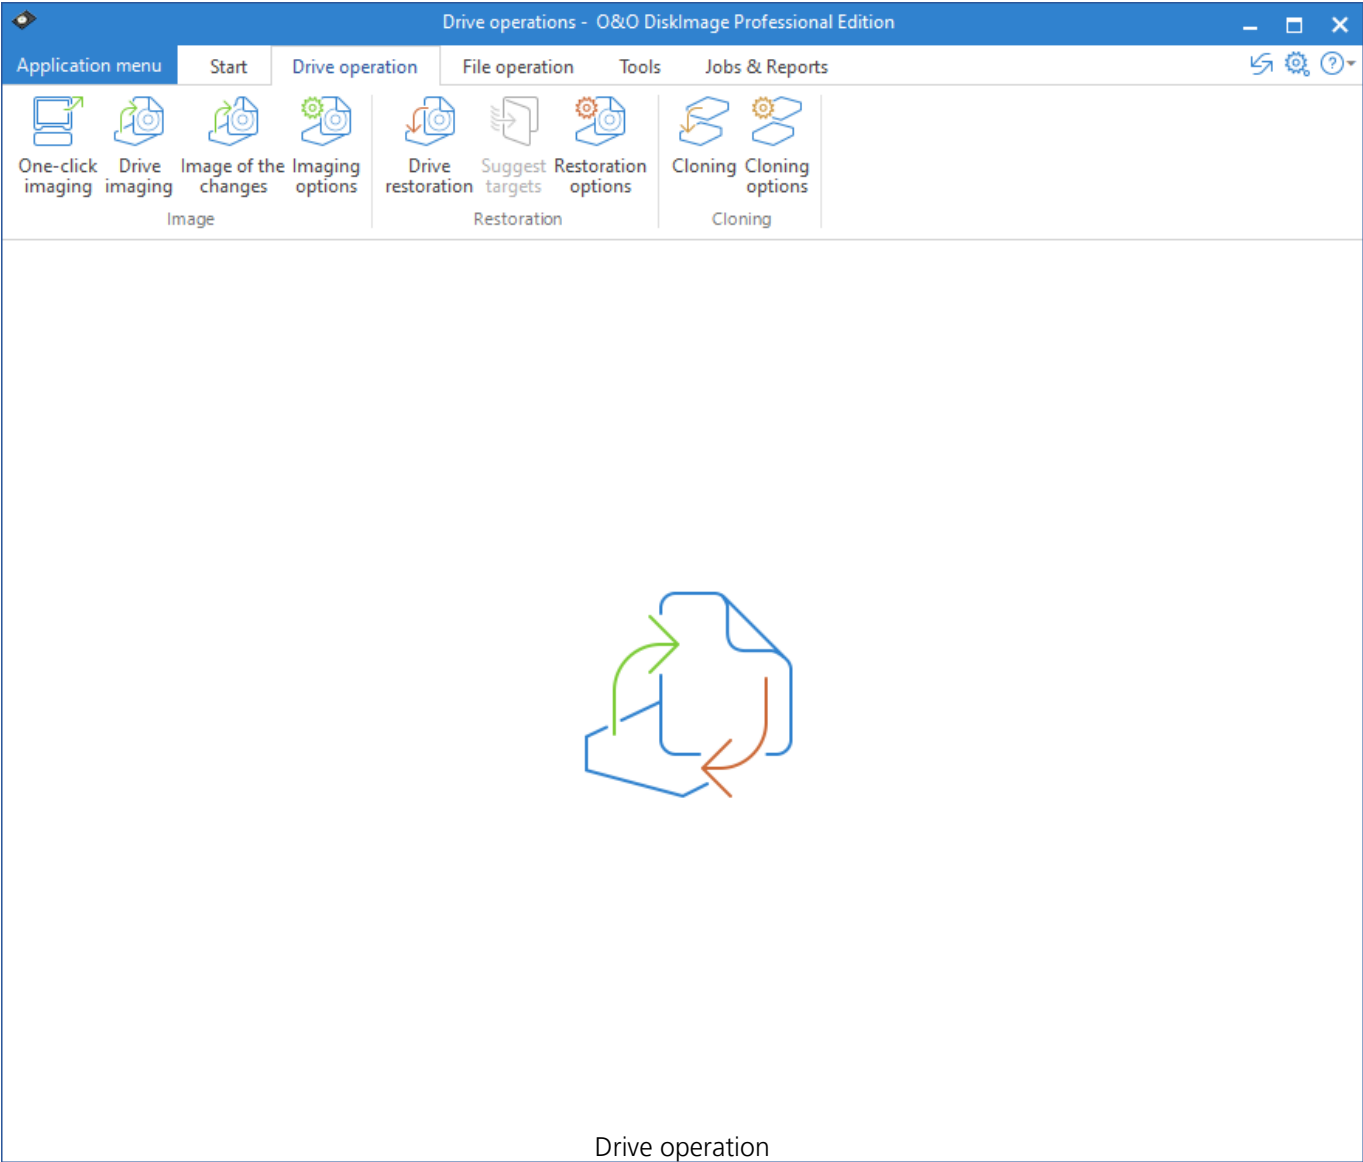 Drive operations - O&O DiskImage Professional Edition
Application menu Start Drive operation File operation Tools Jobs & Reports
One-click imaging
Drive imaging
Image of the changes
Imaging options
Image
Drive restoration
Suggest targets
Restoration options
Restoration
Cloning
Cloning options
Cloning
Drive operation